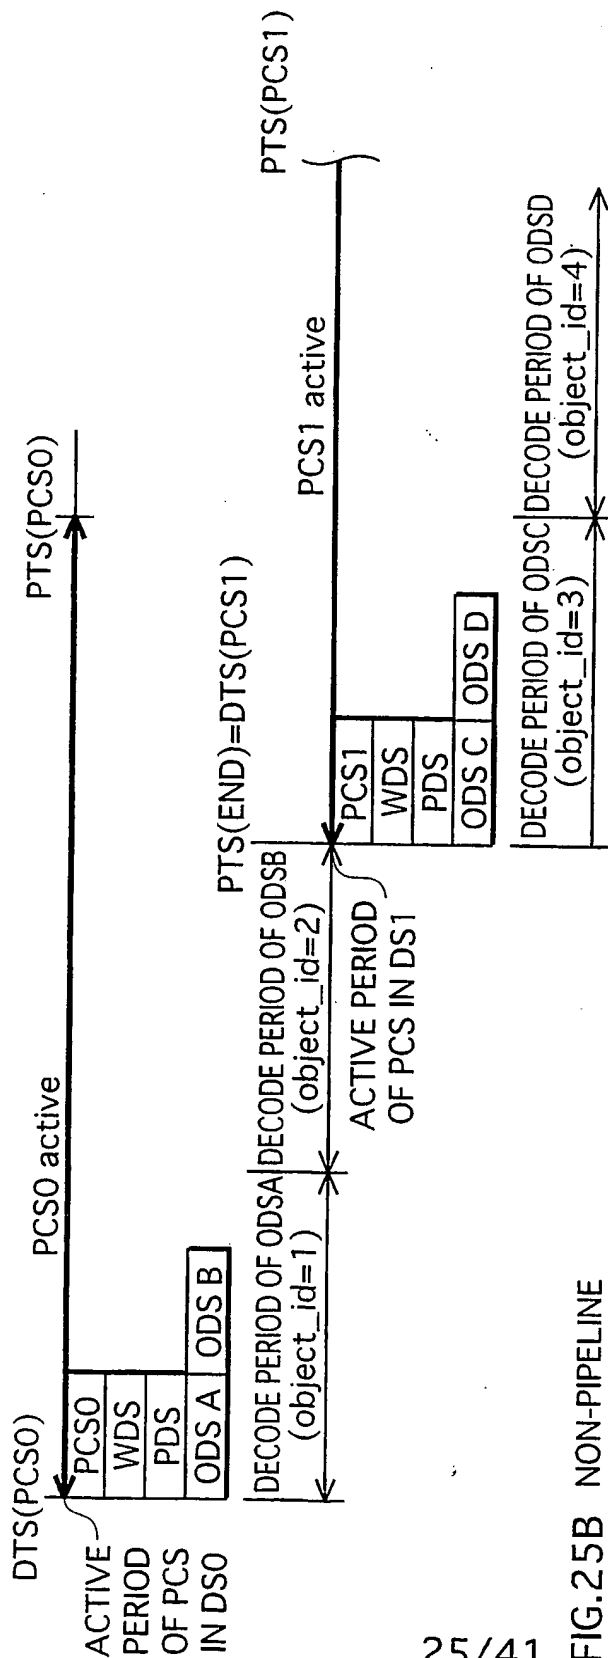 DTS(PCS0)
PTS(PCS0)
PCS0 active
ACTIVE
PERIOD
OF PCS
IN DS0
PCS0
WDS
PDS
ODS A
ODS B
DECODE PERIOD OF ODSA
(object_id=1)
DECODE PERIOD OF ODSB
(object_id=2)
PTS(END)=DTS(PCS1)
PTS(PCS1)
PCS1 active
ACTIVE PERIOD
OF PCS IN DS1
PCS1
WDS
PDS
ODS C
ODS D
DECODE PERIOD OF ODSC
(object_id=3)
DECODE PERIOD OF ODSD
(object_id=4)
25/41
FIG.25B NON-PIPELINE